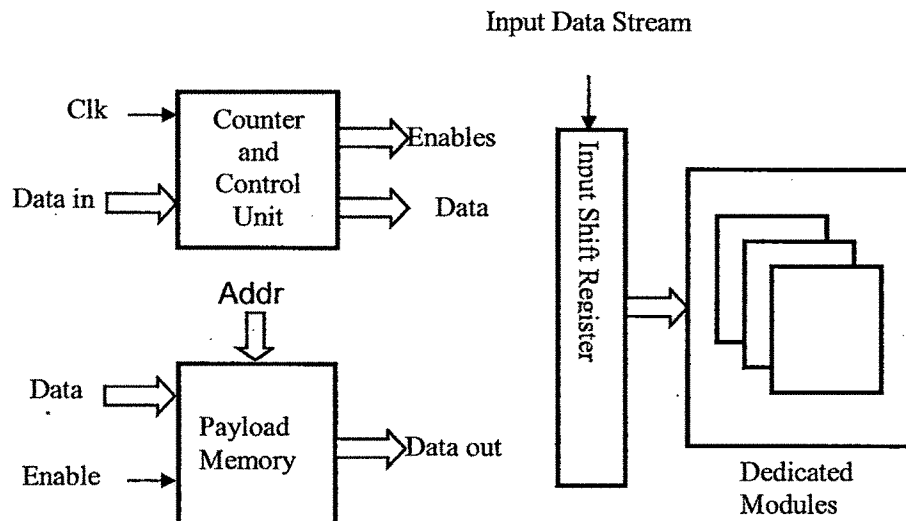 Input Data Stream
Clk
Counter
and
Control
Unit
Enables
Data in
Data
Input Shift Register
Addr
Data
Payload
Memory
Data out
Enable
Dedicated
Modules